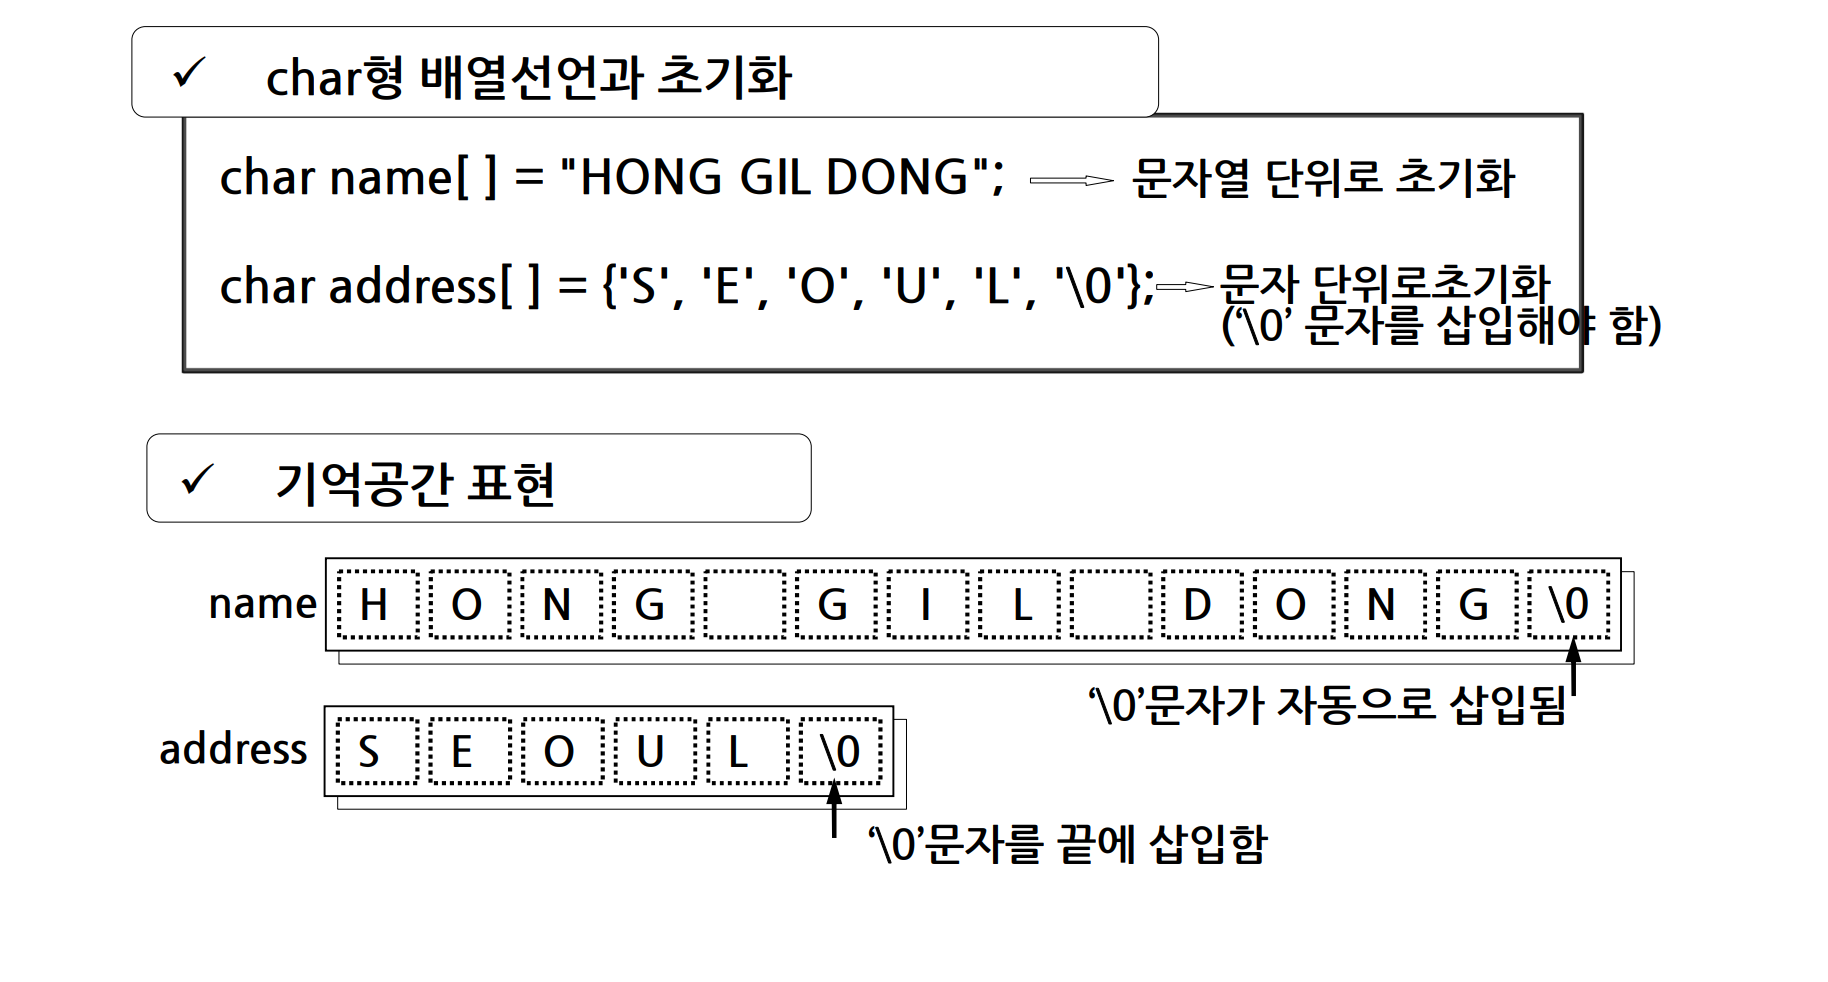 ✓ char형 배열선언과 초기화
char name[ ] = "HONG GIL DONG"; 문자열 단위로 초기화
char address[ ] = {'S', 'E', 'O', 'U', 'L', '\0'}; 문자 단위로초기화
(‘\0’ 문자를 삽입해야 함)
✓ 기억공간 표현
name H O N G G I L D O N G \0
‘\0’문자가 자동으로 삽입됨
address S E O U L \0
‘\0’문자를 끝에 삽입함